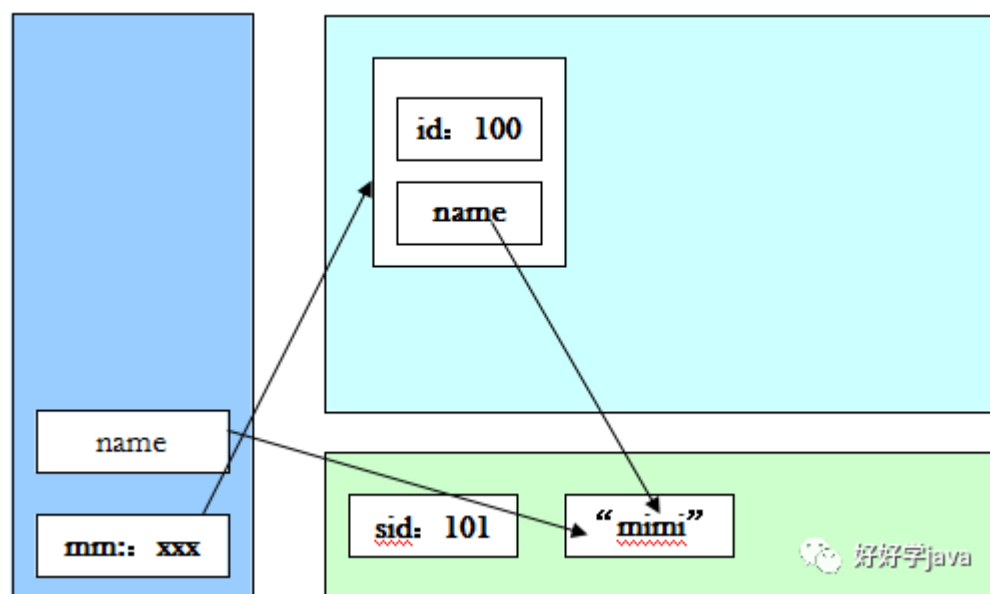 id： 100
name
name
mm:： xxx
sid： 101
“mimi”
好好学java